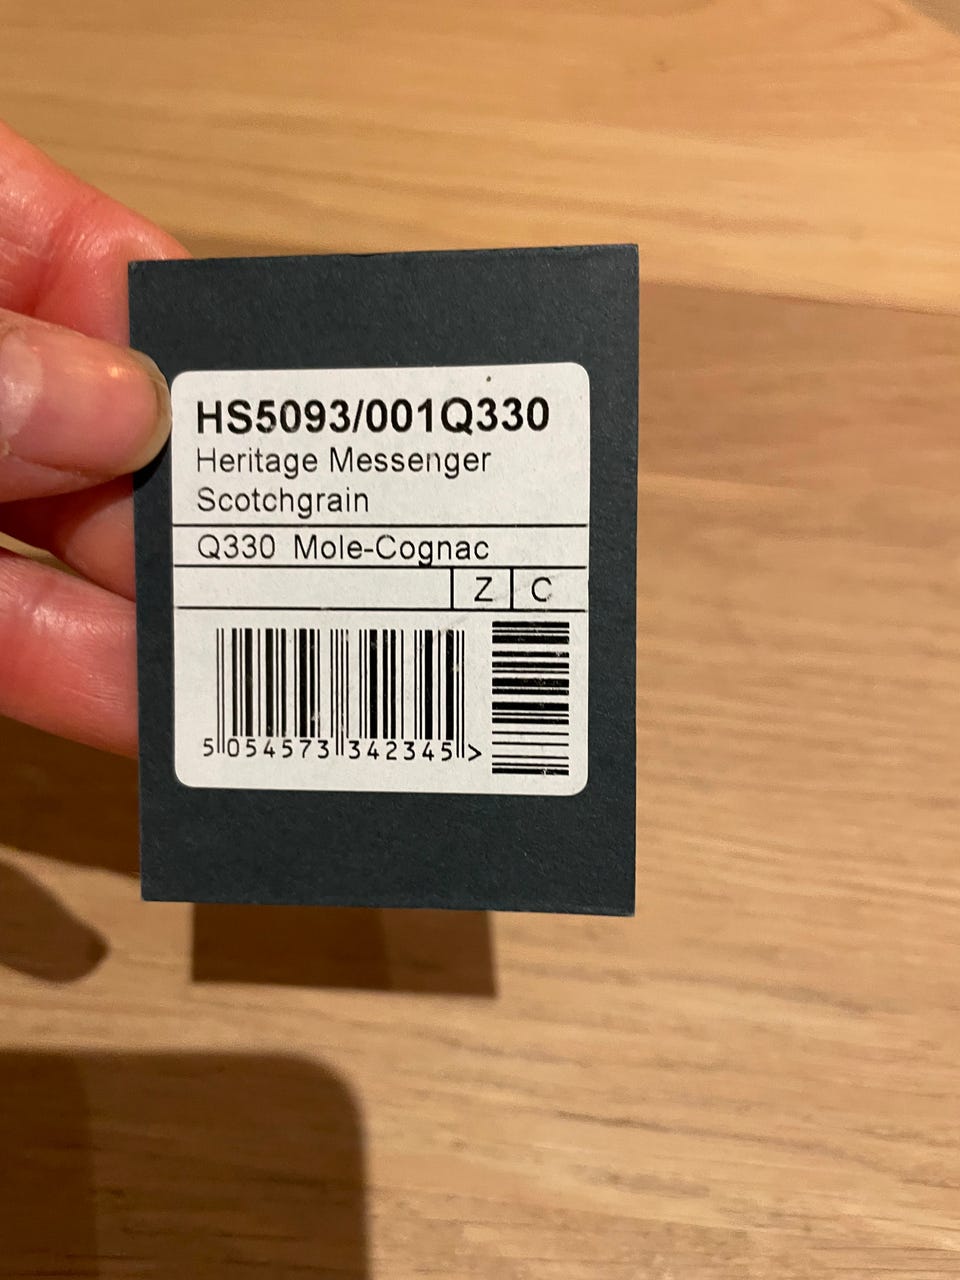 HS5093/001Q330
Heritage Messenger
Scotchgrain
Q330 Mole-Cognac
Z C
5 054573 342345 >